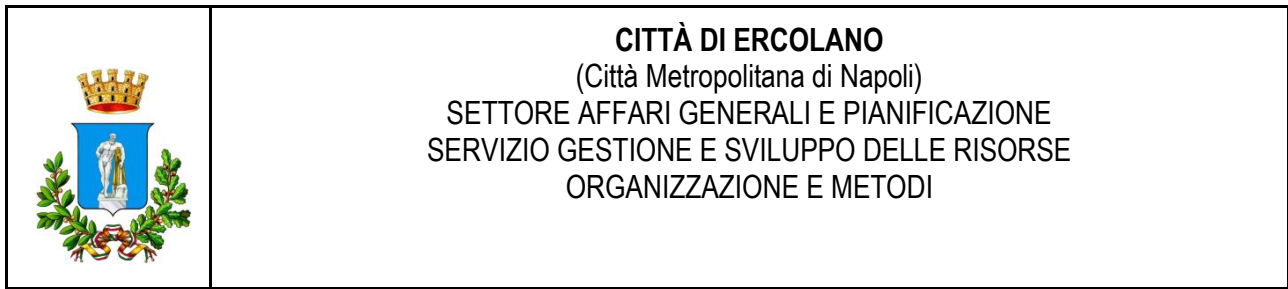 CITTÀ DI ERCOLANO
(Città Metropolitana di Napoli)
SETTORE AFFARI GENERALI E PIANIFICAZIONE
SERVIZIO GESTIONE E SVILUPPO DELLE RISORSE
ORGANIZZAZIONE E METODI